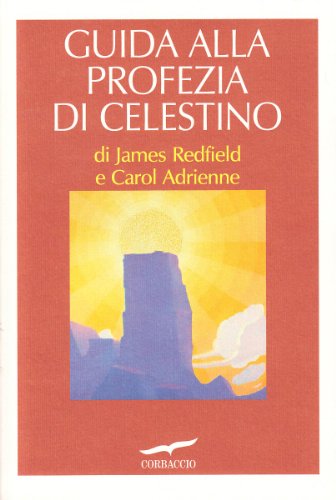 GUIDA ALLA
PROFEZIA
DI CELESTINO
di James Redfield
e Carol Adrienne
CORBACCIO